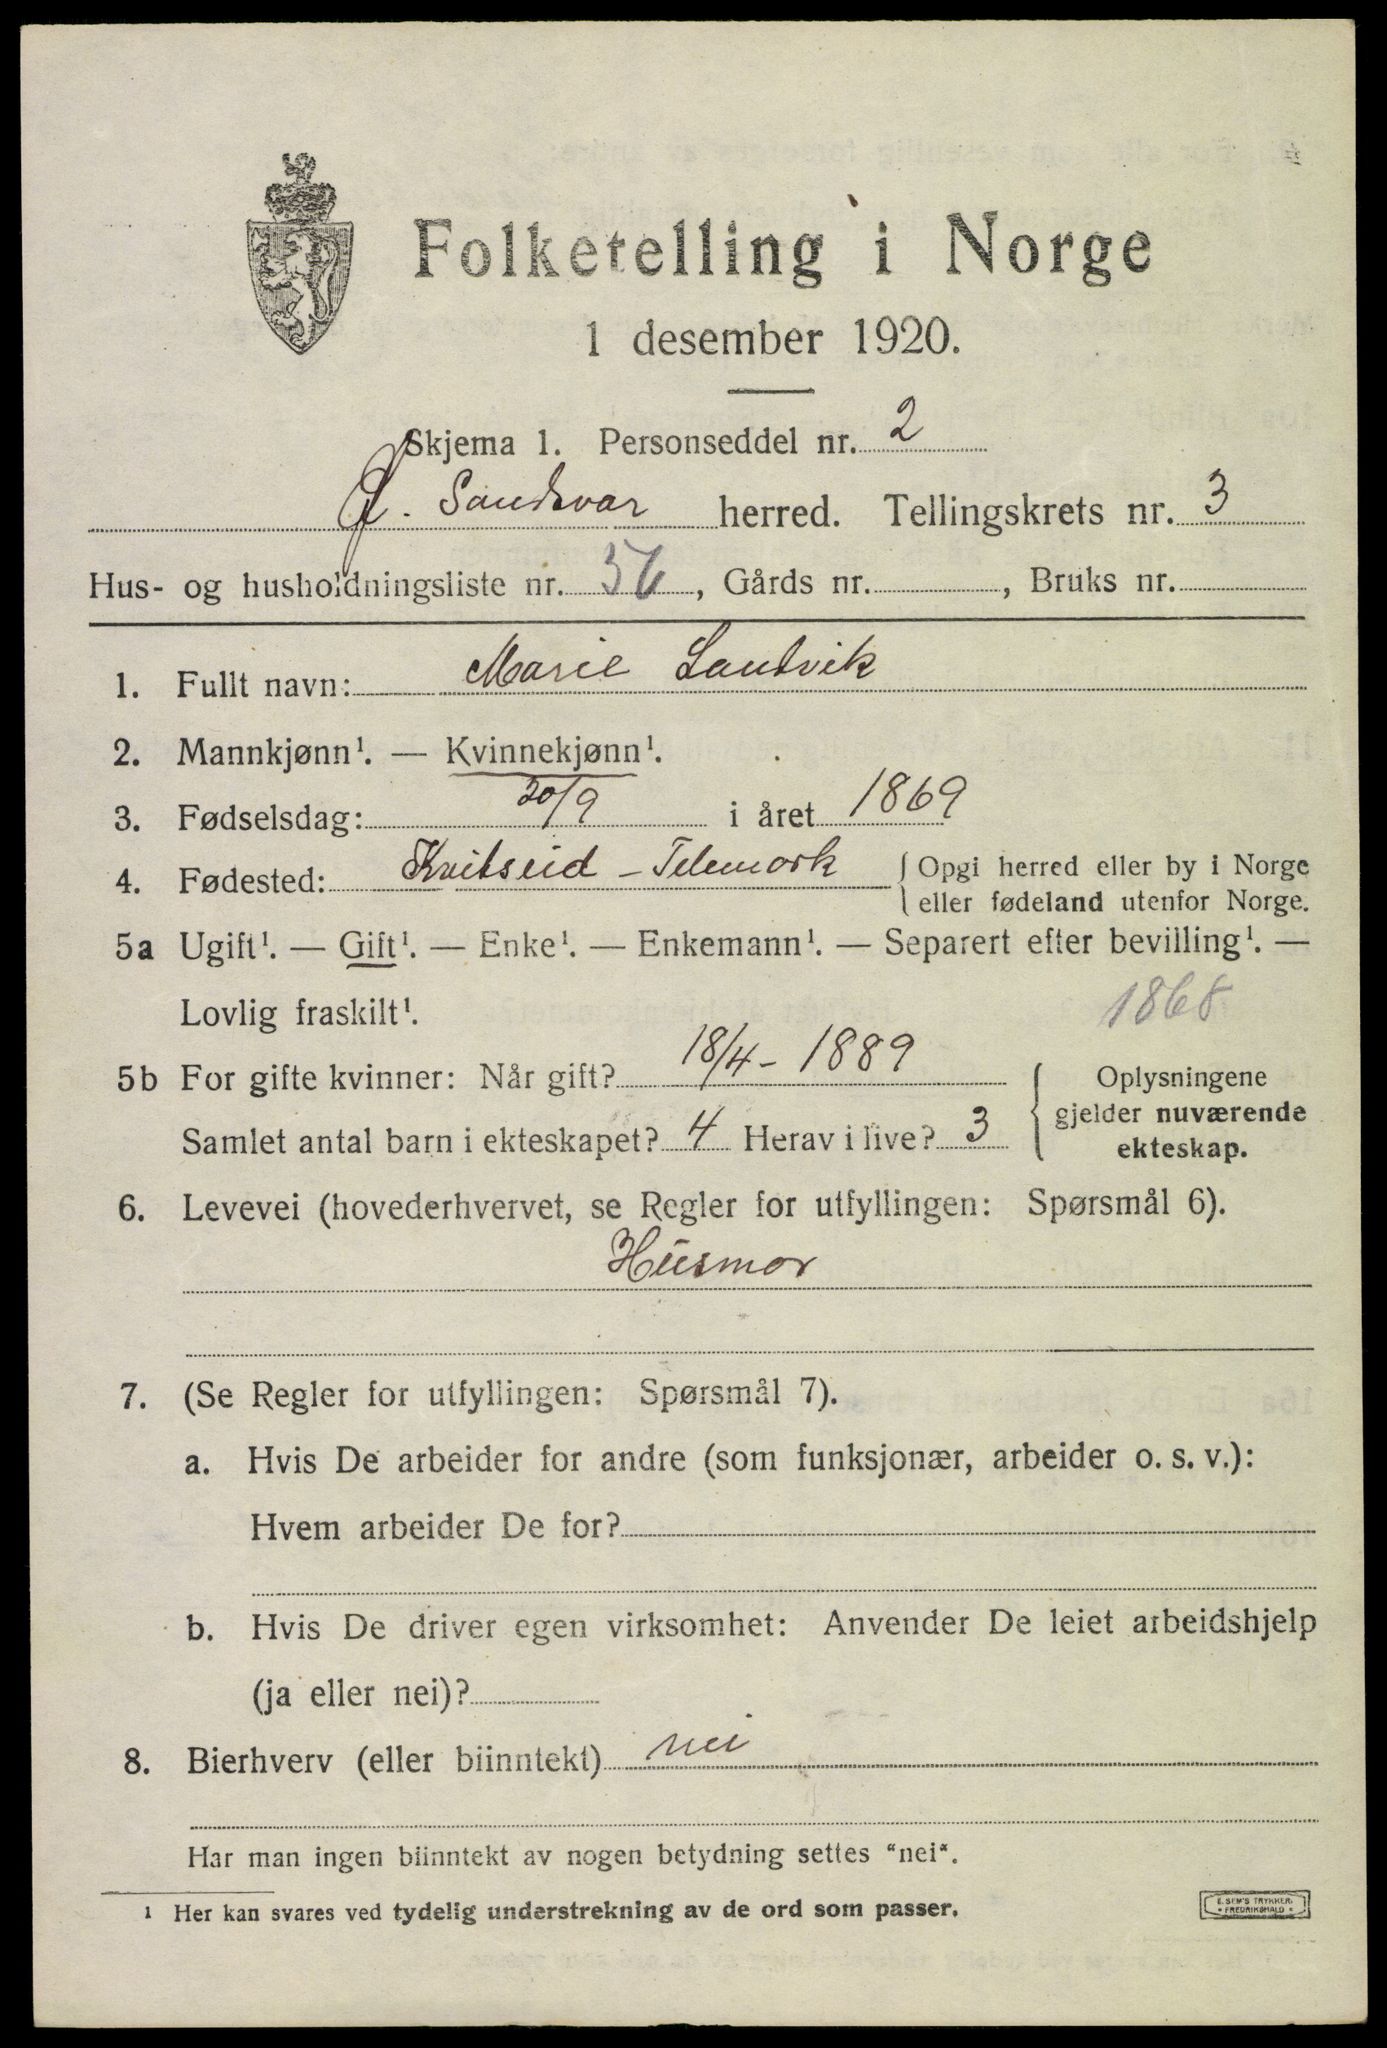 Folketelling i Norge
1 desember 1920.
Skjema 1. Personseddel nr. 2
Ø. Sandsvær herred. Tellingskrets nr. 3
Hus- og husholdningsliste nr. 36, Gårds nr. , Bruks nr.
1. Fullt navn: Marie Landvik
2. Mannkjønn¹. — Kvinnekjønn¹.
3. Fødselsdag: 20/9 i året 1869
4. Fødested: Kvitseid - Telemark { Opgi herred eller by i Norge
eller fødeland utenfor Norge.
5a Ugift¹. — Gift¹. — Enke¹. — Enkemann¹. — Separert efter bevilling¹. —
Lovlig fraskilt¹. 1868
5b For gifte kvinner: Når gift? 18/4 - 1889 Oplysningene
gjelder nuværende
Samlet antal barn i ekteskapet? 4 Herav i live? 3 ekteskap.
6. Levevei (hovederhvervet, se Regler for utfyllingen: Spørsmål 6).
Husmor
7. (Se Regler for utfyllingen: Spørsmål 7).
a. Hvis De arbeider for andre (som funksjonær, arbeider o. s. v.):
Hvem arbeider De for?
b. Hvis De driver egen virksomhet: Anvender De leiet arbeidshjelp
(ja eller nei)?
8. Bierhverv (eller biinntekt) nei
Har man ingen biinntekt av nogen betydning settes "nei".
1 Her kan svares ved tydelig understrekning av de ord som passer.
E. SEM'S TRYKKERI
FREDRIKSHALD